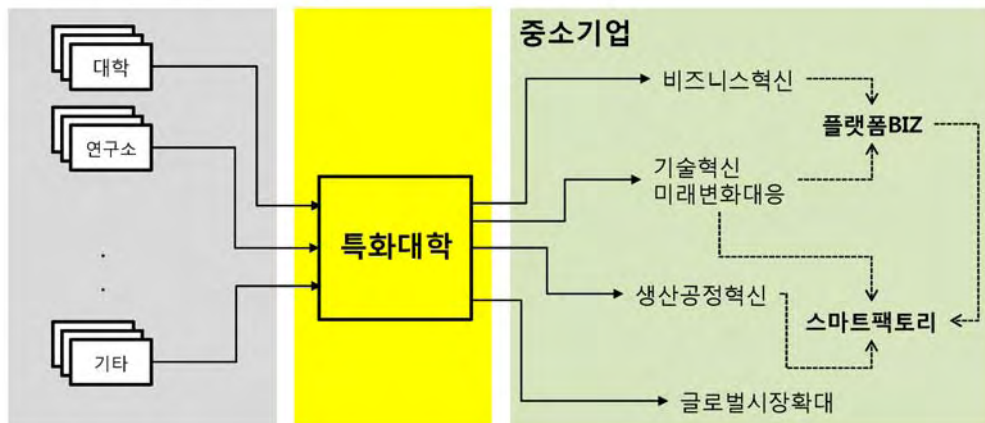 대학
연구소
.
.
기타
특화대학
중소기업
비즈니스혁신
플랫폼BIZ
기술혁신
미래변화대응
생산공정혁신
스마트팩토리
글로벌시장확대